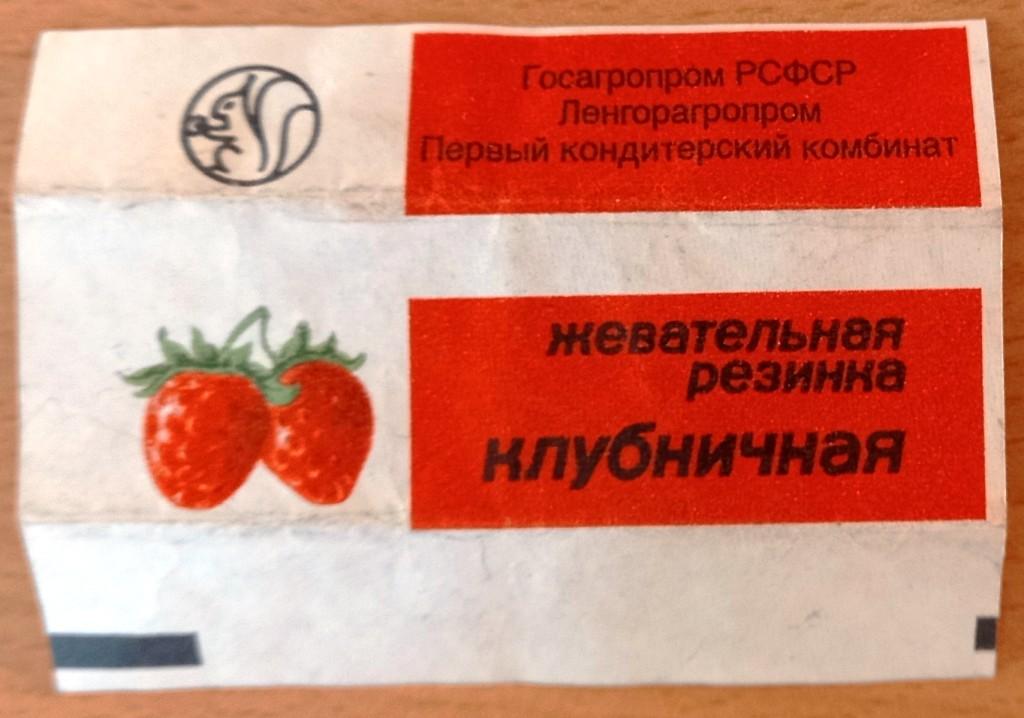 Госагропром РСФСР
Ленгорагропром
Первый кондитерский комбинат
жевательная
резинка
клубничная